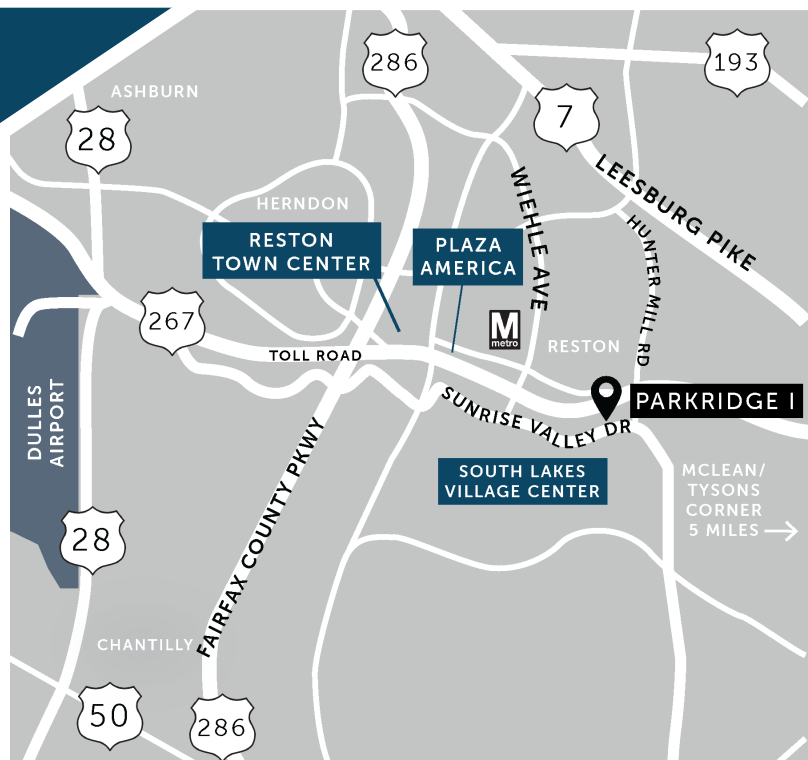 286
193
ASHBURN
28
7
LEESBURG PIKE
WIEHLE AVE
HERNDON
RESTON
TOWN CENTER
PLAZA
AMERICA
HUNTER MILL RD
267
M
metro
RESTON
TOLL ROAD
DULLES
AIRPORT
PARKRIDGE I
SUNRISE VALLEY DR
SOUTH LAKES
VILLAGE CENTER
MCLEAN/
TYSONS
CORNER
5 MILES
FAIRFAX COUNTY PKWY
28
CHANTILLY
50
286